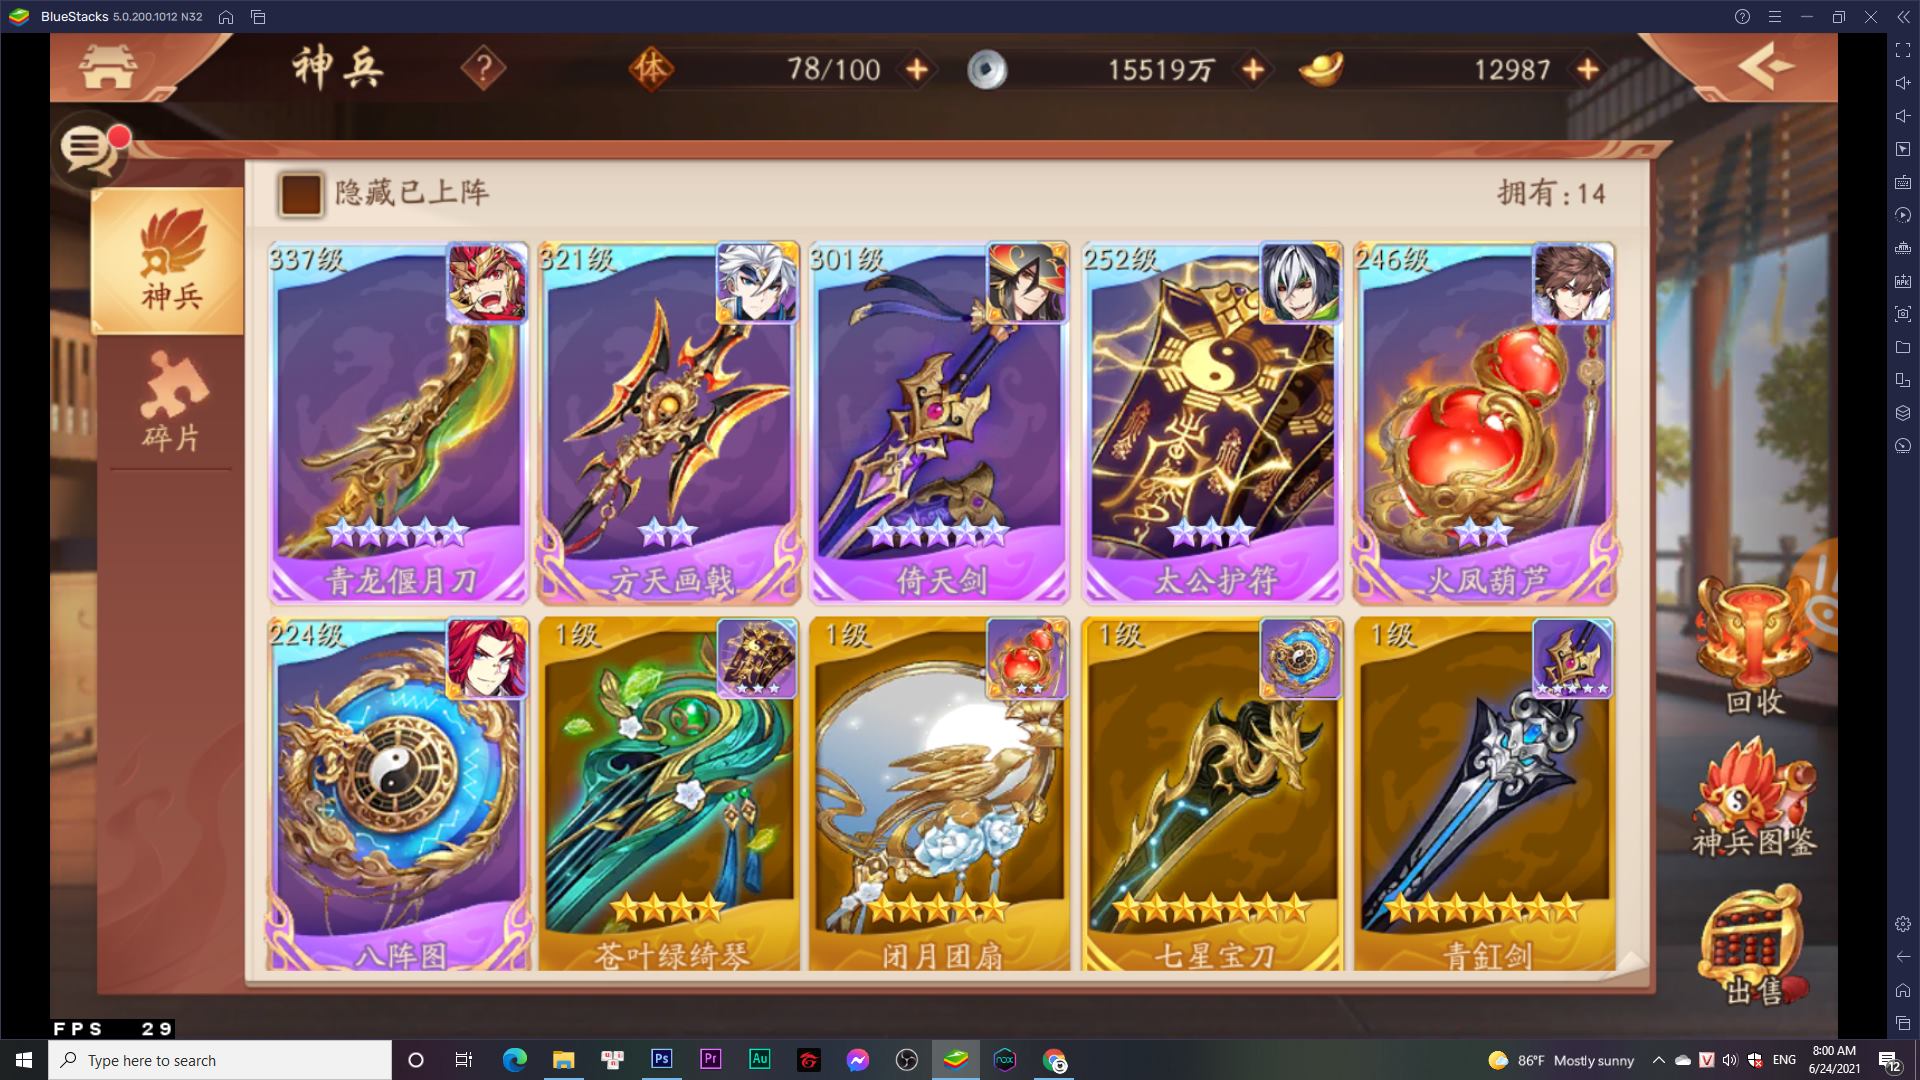 BlueStacks 5.0.200.1012 N32
神兵 ? 体 78/100 15519万 12987
隐藏已上阵 拥有:14
神兵
碎片
337级 321级 301级 252级 246级
青龙偃月刀 方天画戟 倚天剑 太公护符 火凤葫芦
224级 1级 1级 1级 1级
八阵图 苍叶绿绮琴 闭月团扇 七星宝刀 青釭剑
回收
神兵图鉴
出售
FPS 29
Type here to search
Ps Pr Au nox
86°F Mostly sunny
V
ENG
8:00 AM
6/24/2021
12